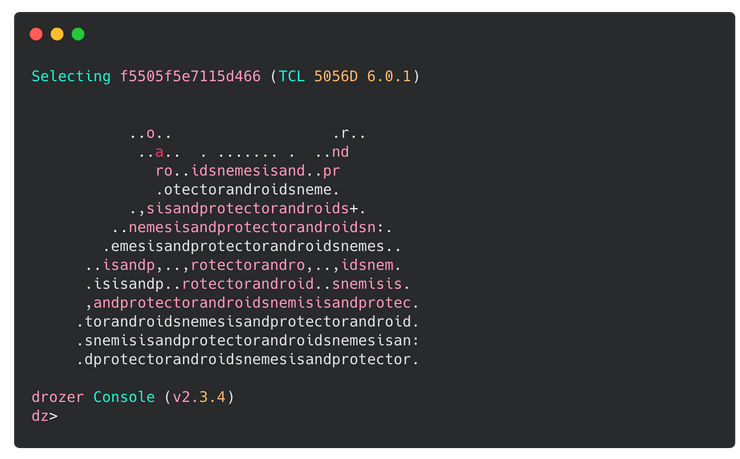 Selecting f5505f5e7115d466 (TCL 5056D 6.0.1)
..o.. .r..
..a.. . ....... . ..nd
ro..idsnemesisand..pr
.otectorandroidsneme.
.,sisandprotectorandroids+.
..nemesisandprotectorandroidsn:.
.emesisandprotectorandroidsnemes..
..isandp,..,rotectorandro,..,idsnem.
.isisandp..rotectorandroid..snemisis.
,andprotectorandroidsnemisisandprotec.
.torandroidsnemesisandprotectorandroid.
.snemisisandprotectorandroidsnemesisan:
.dprotectorandroidsnemesisandprotector.
drozer Console (v2.3.4)
dz>